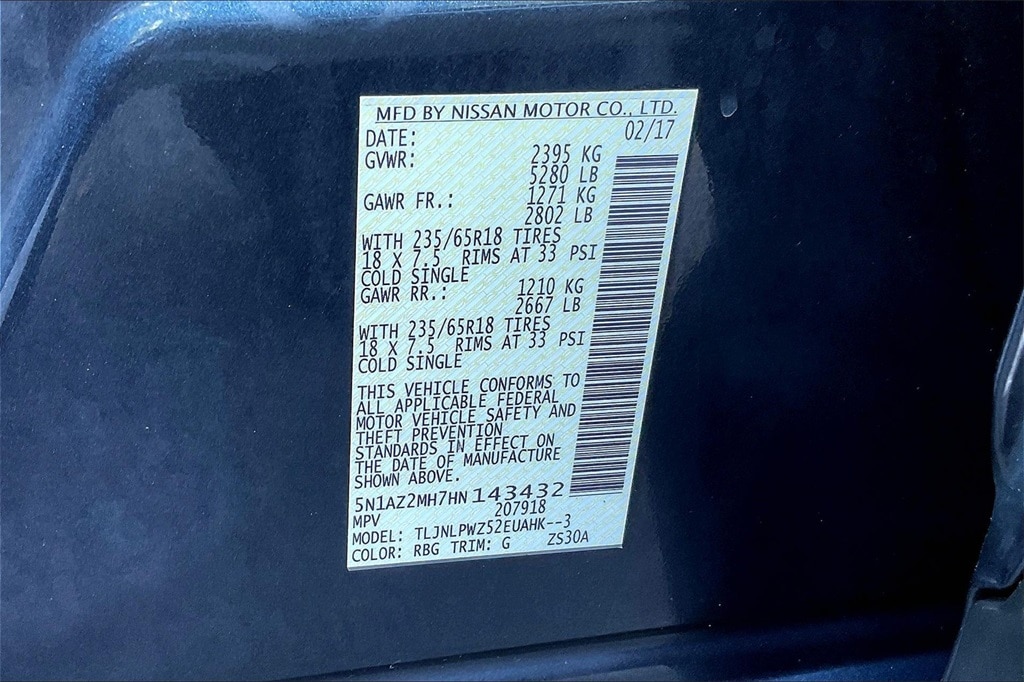 MFD BY NISSAN MOTOR CO., LTD.
DATE: 02/17
GVWR: 2395 KG
5280 LB
GAWR FR.: 1271 KG
2802 LB
WITH 235/65R18 TIRES
18 X 7.5 RIMS AT 33 PSI
COLD SINGLE
GAWR RR.: 1210 KG
2667 LB
WITH 235/65R18 TIRES
18 X 7.5 RIMS AT 33 PSI
COLD SINGLE
THIS VEHICLE CONFORMS TO
ALL APPLICABLE FEDERAL
MOTOR VEHICLE SAFETY AND
THEFT PREVENTION
STANDARDS IN EFFECT ON
THE DATE OF MANUFACTURE
SHOWN ABOVE.
5N1AZ2MH7HN143432
MPV 207918
MODEL: TLJNLPWZ52EUAHK--3
COLOR: RBG TRIM: G ZS30A